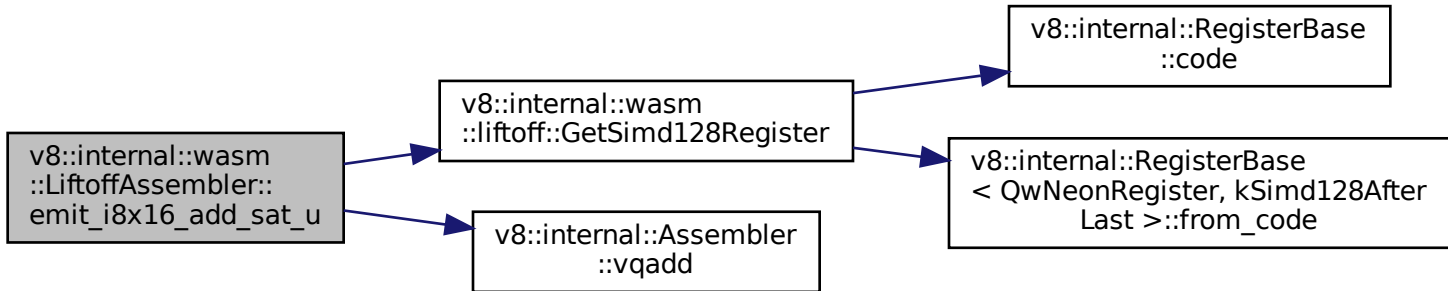 v8::internal::wasm
::LiftoffAssembler::
emit_i8x16_add_sat_u
v8::internal::wasm
::liftoff::GetSimd128Register
v8::internal::Assembler
::vqadd
v8::internal::RegisterBase
::code
v8::internal::RegisterBase
< QwNeonRegister, kSimd128After
Last >::from_code